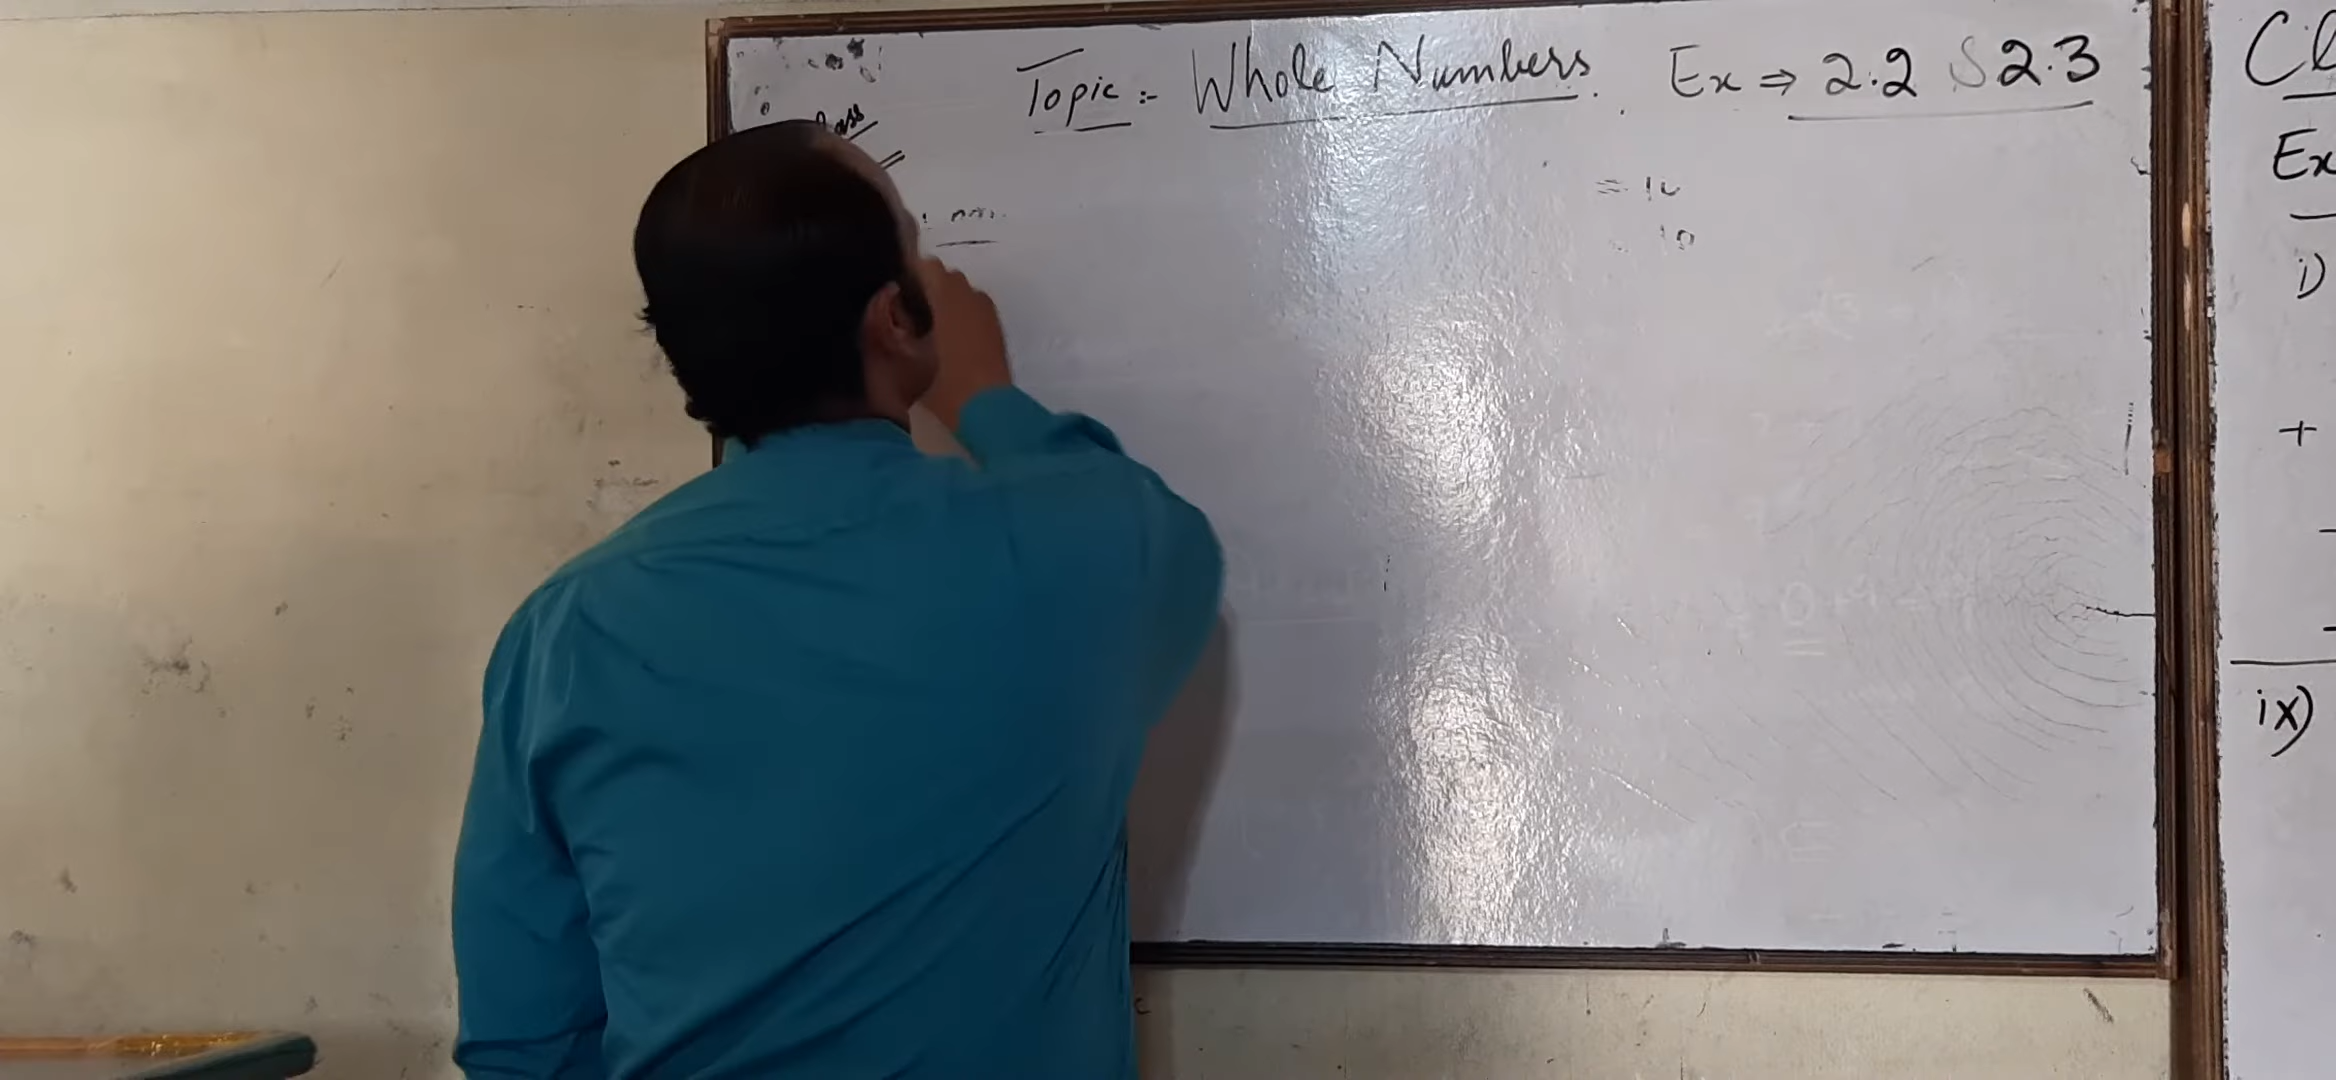 Topic :- Whole Numbers. Ex ⇒ 2.2 S 2.3
Ex
i)
+
ix)